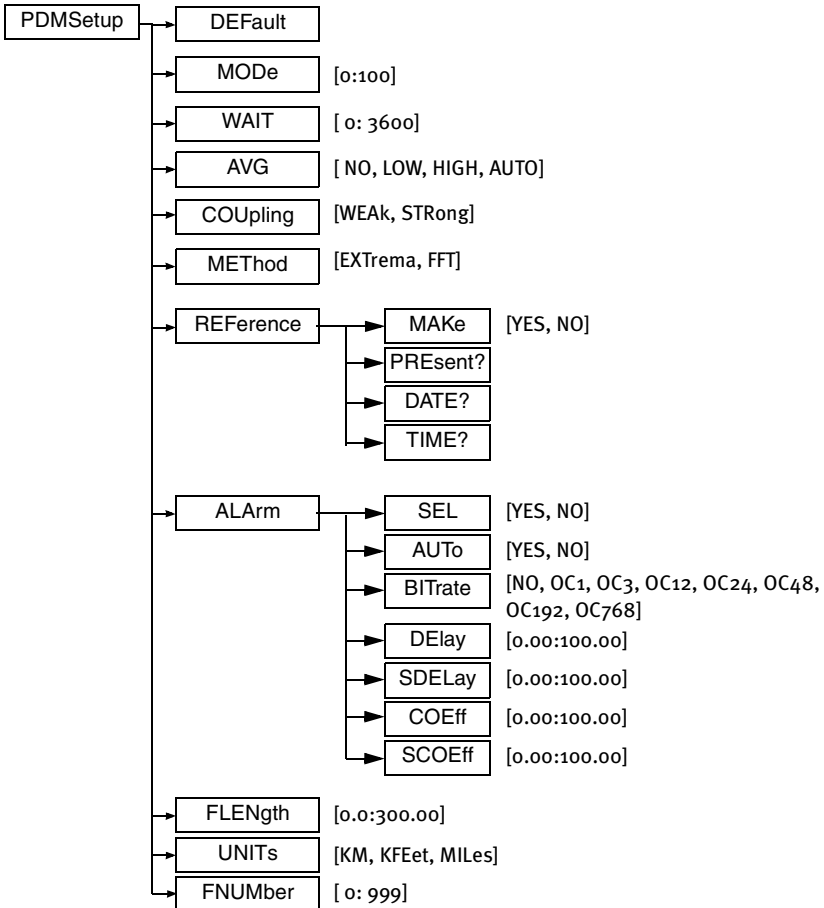 PDMSetup
DEFault
MODe [0:100]
WAIT [ 0: 3600]
AVG [ NO, LOW, HIGH, AUTO]
COUpling [WEAk, STRong]
METhod [EXTrema, FFT]
REFerence
MAKe [YES, NO]
PREsent?
DATE?
TIME?
ALArm
SEL [YES, NO]
AUTo [YES, NO]
BITrate [NO, OC1, OC3, OC12, OC24, OC48,
OC192, OC768]
DElay [0.00:100.00]
SDELay [0.00:100.00]
COEff [0.00:100.00]
SCOEff [0.00:100.00]
FLENgth [0.0:300.00]
UNITs [KM, KFEet, MILes]
FNUMber [ 0: 999]